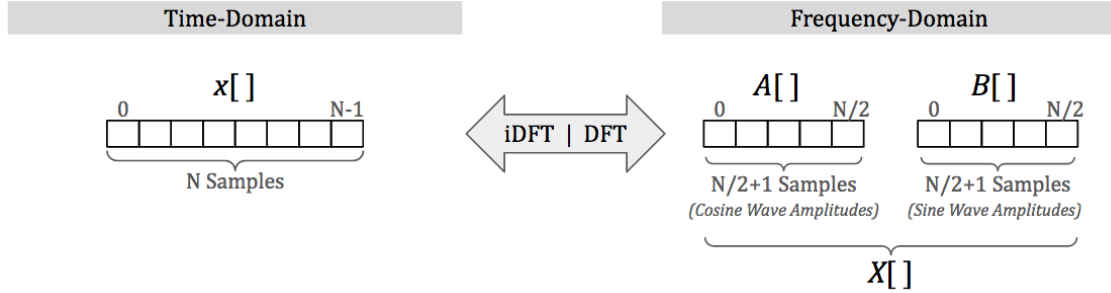 Time-Domain
Frequency-Domain
x[ ]
0 N-1
N Samples
iDFT | DFT
A[ ] B[ ]
0 N/2 0 N/2
N/2+1 Samples N/2+1 Samples
(Cosine Wave Amplitudes) (Sine Wave Amplitudes)
X[ ]